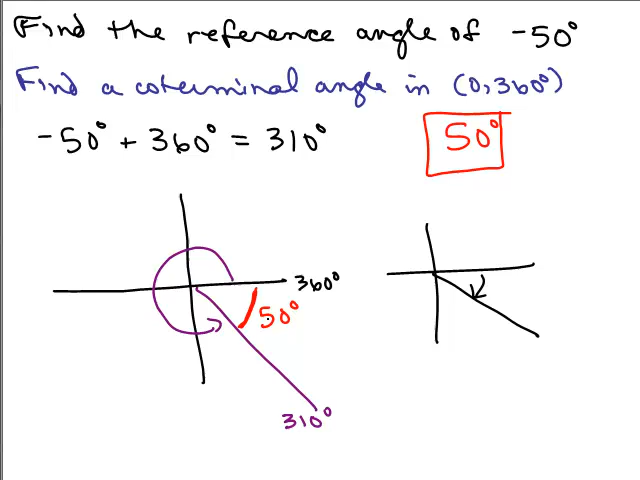 Find the reference angle of -50°
Find a coterminal angle in (0,360°)
-50° + 360° = 310°
50°
360°
50°
310°